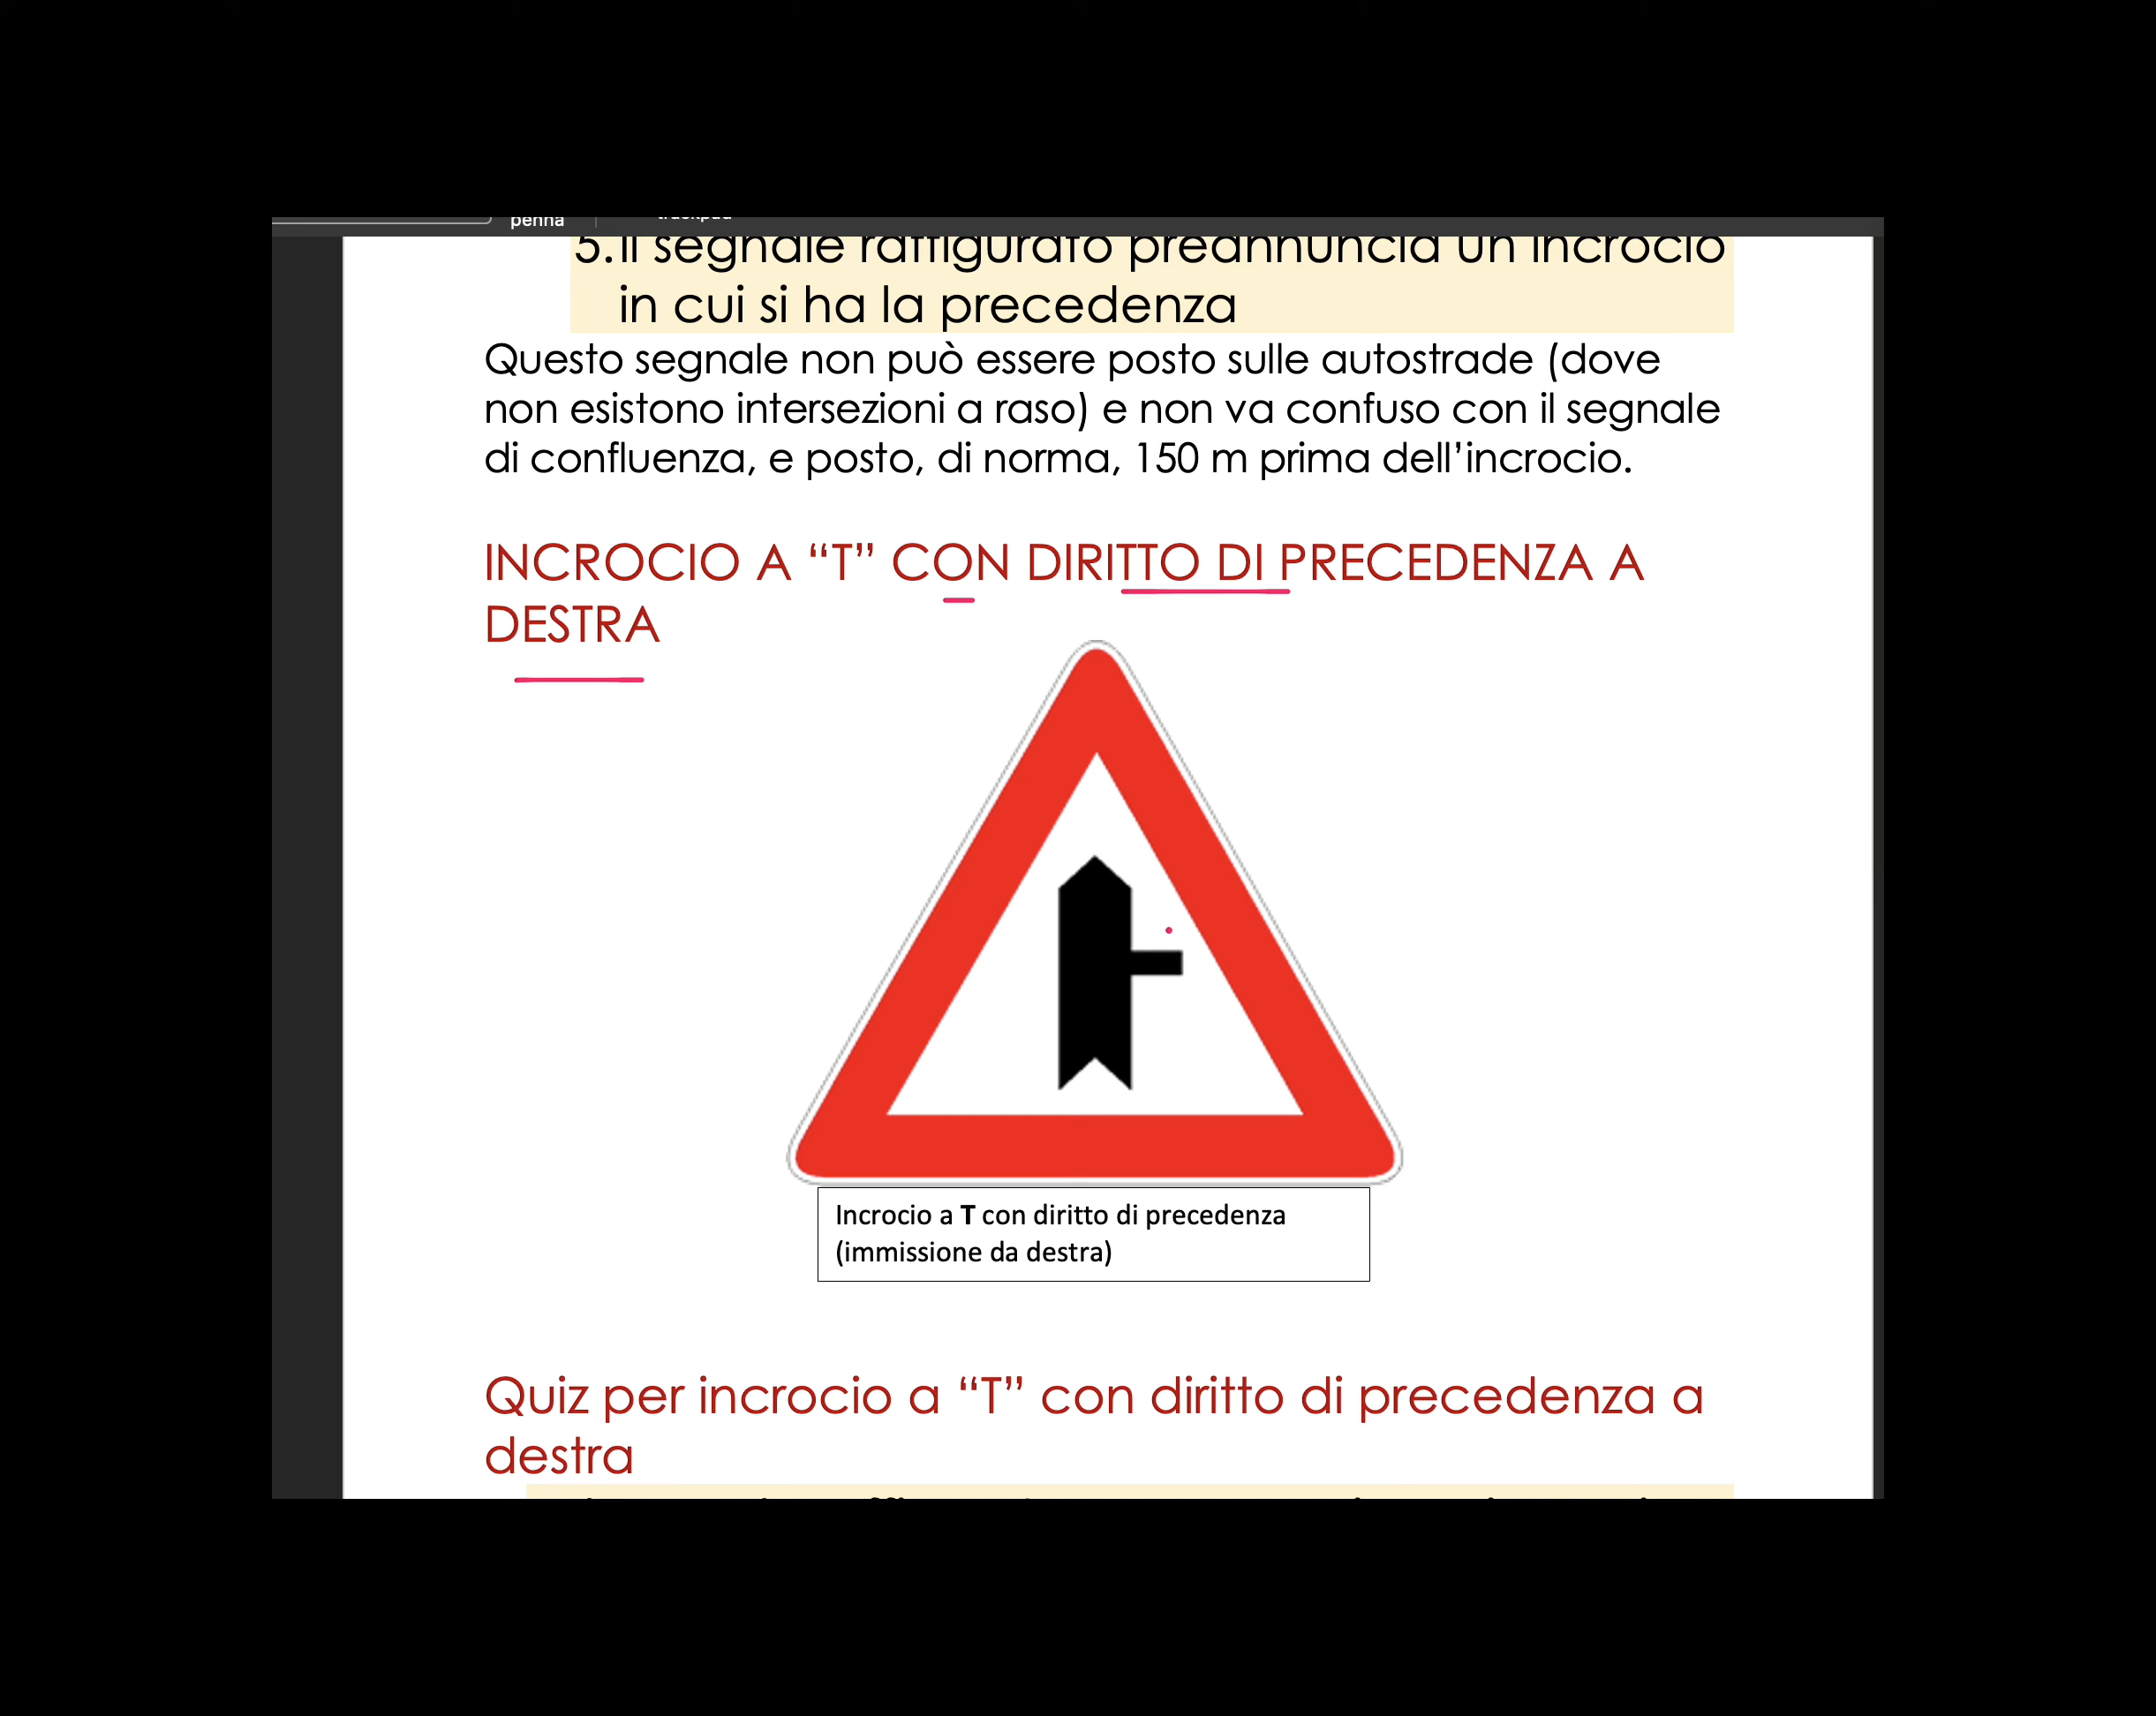 penna
5. Il segnale raffigurato preannuncia un incrocio
in cui si ha la precedenza
Questo segnale non può essere posto sulle autostrade (dove
non esistono intersezioni a raso) e non va confuso con il segnale
di confluenza, e posto, di norma, 150 m prima dell’incrocio.
INCROCIO A “T” CON DIRITTO DI PRECEDENZA A
DESTRA
Incrocio a T con diritto di precedenza
(immissione da destra)
Quiz per incrocio a “T” con diritto di precedenza a
destra